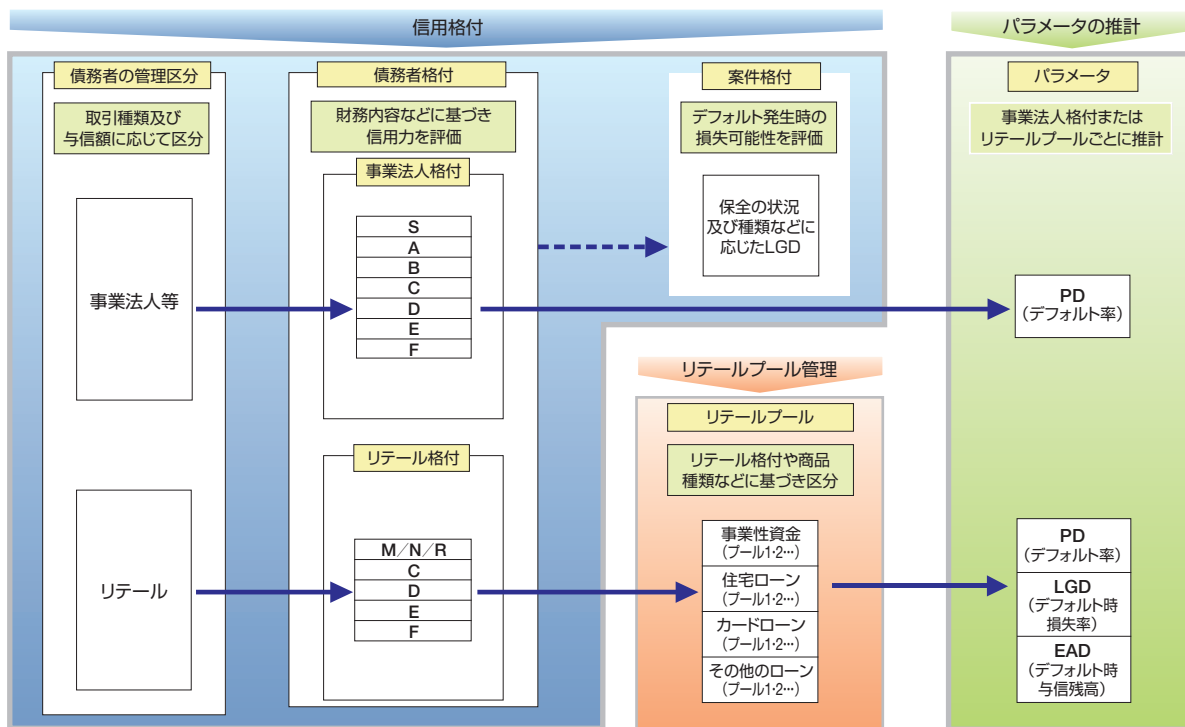 信用格付
パラメータの推計
債務者の管理区分
取引種類及び
与信額に応じて区分
事業法人等
リテール
債務者格付
財務内容などに基づき
信用力を評価
事業法人格付
S
A
B
C
D
E
F
リテール格付
M/N/R
C
D
E
F
案件格付
デフォルト発生時の
損失可能性を評価
保全の状況
及び種類などに
応じたLGD
リテールプール管理
リテールプール
リテール格付や商品
種類などに基づき区分
事業性資金
(プール1・2…)
住宅ローン
(プール1・2…)
カードローン
(プール1・2…)
その他のローン
(プール1・2…)
パラメータ
事業法人格付または
リテールプールごとに推計
PD
(デフォルト率)
PD
(デフォルト率)
LGD
(デフォルト時
損失率)
EAD
(デフォルト時
与信残高)